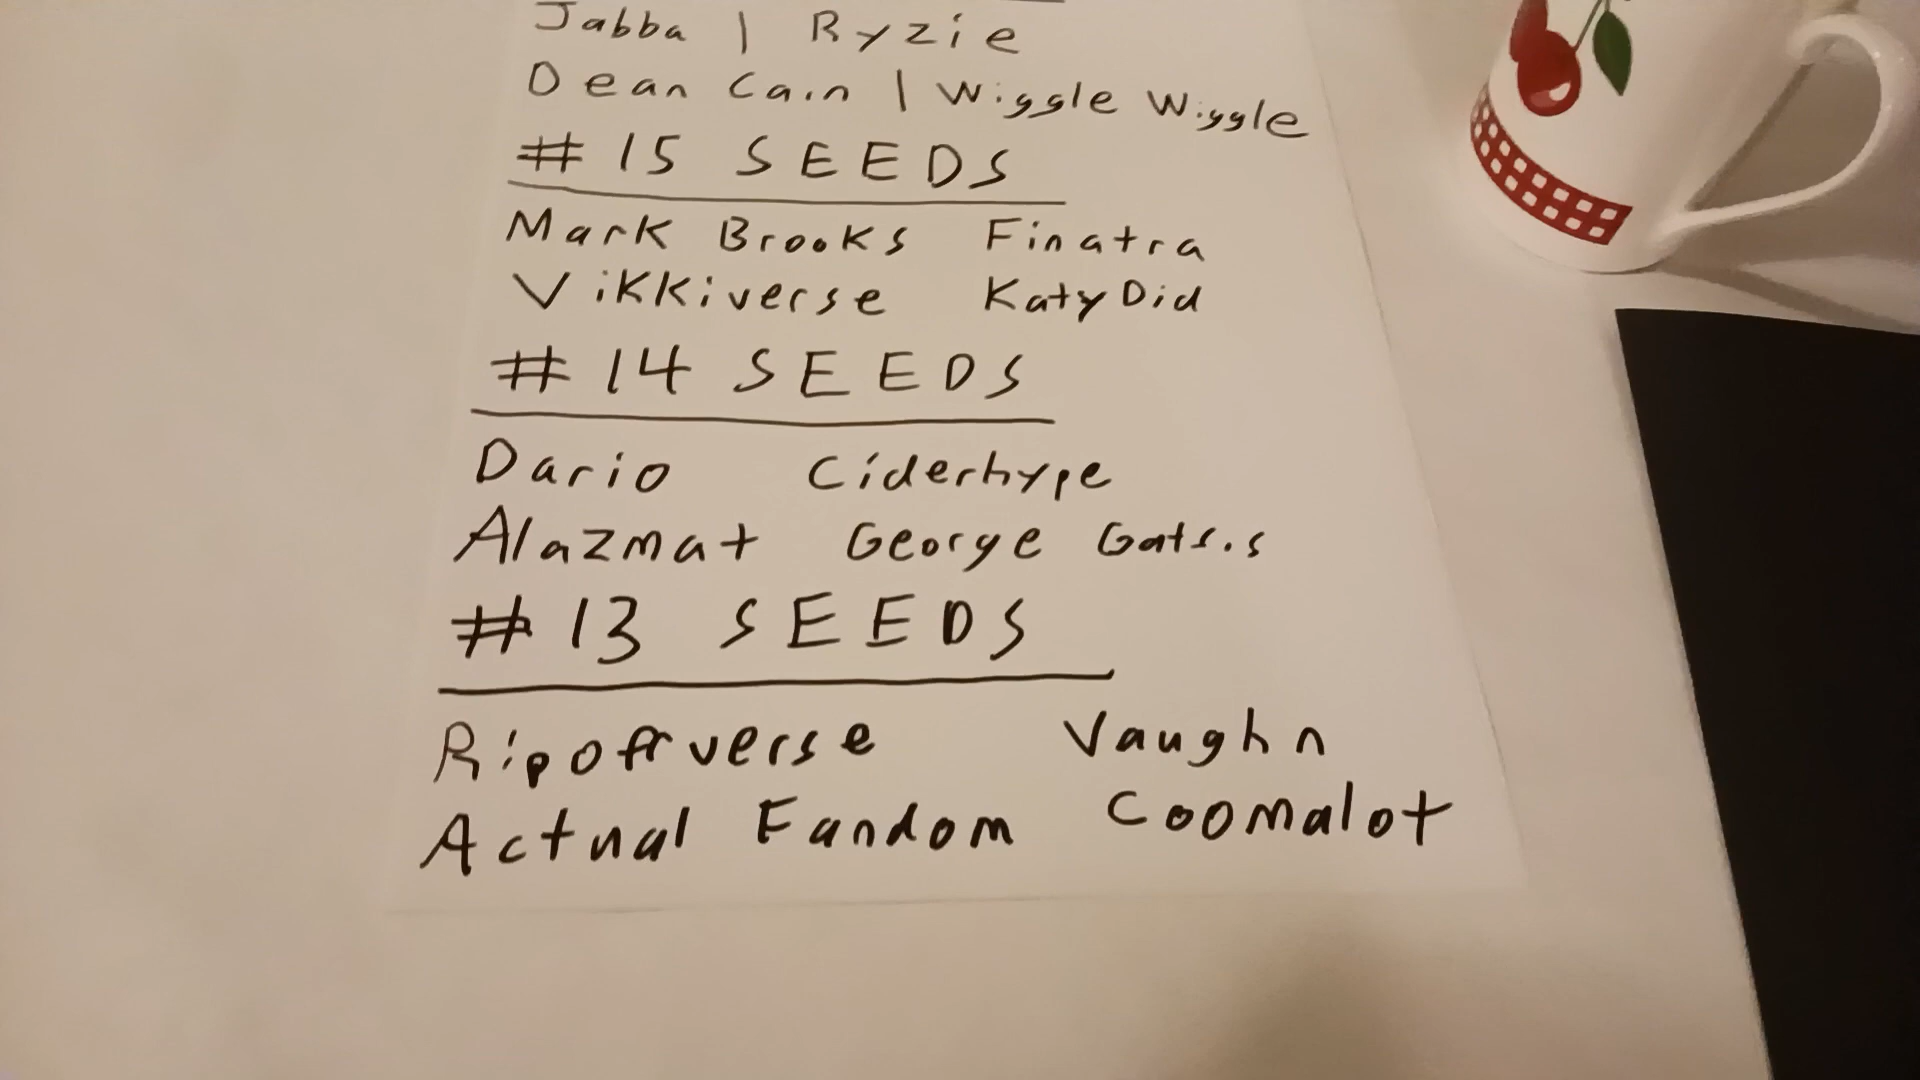 Jabba | Ryzie
Dean Cain | Wiggle Wiggle
# 15 SEEDS
Mark Brooks Finatra
Vikkiverse KatyDid
# 14 SEEDS
Dario Ciderhype
Alazmat George Gatsis
# 13 SEEDS
Ripoffverse Vaughn
Actual Fandom Coomalot